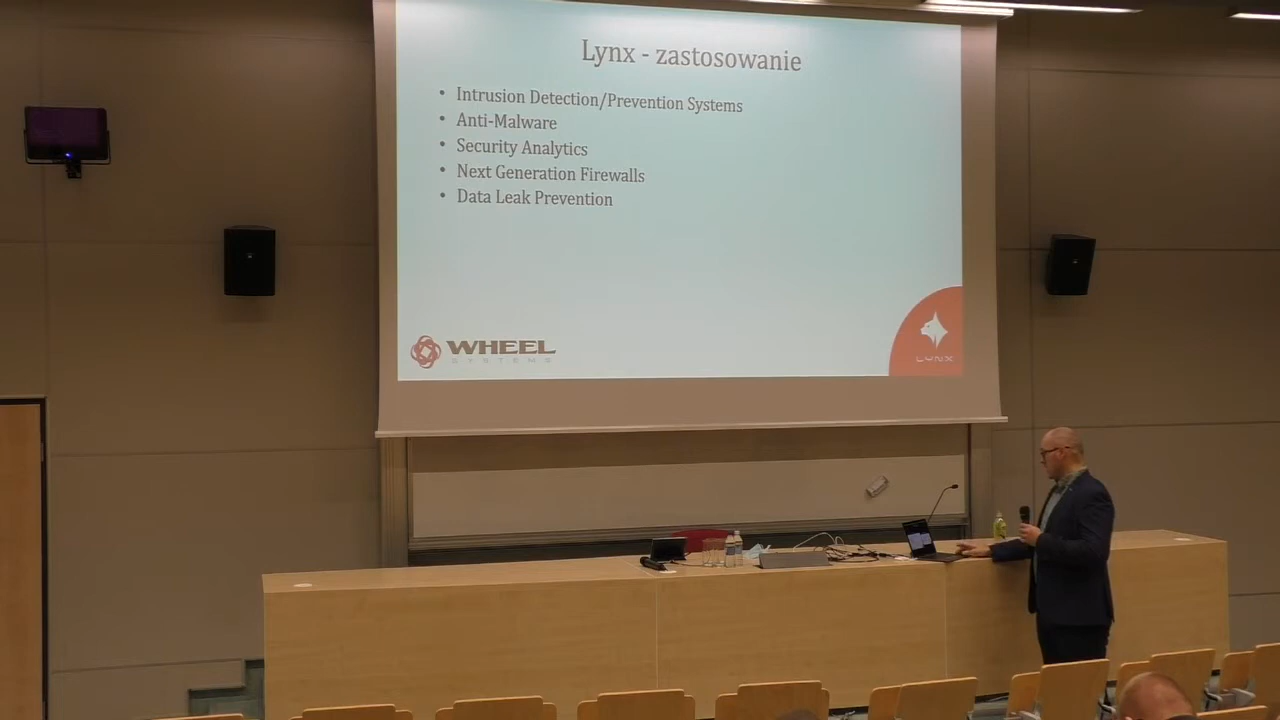 Lynx - zastosowanie
• Intrusion Detection/Prevention Systems
• Anti-Malware
• Security Analytics
• Next Generation Firewalls
• Data Leak Prevention
WHEEL
SYSTEMS
LYNX